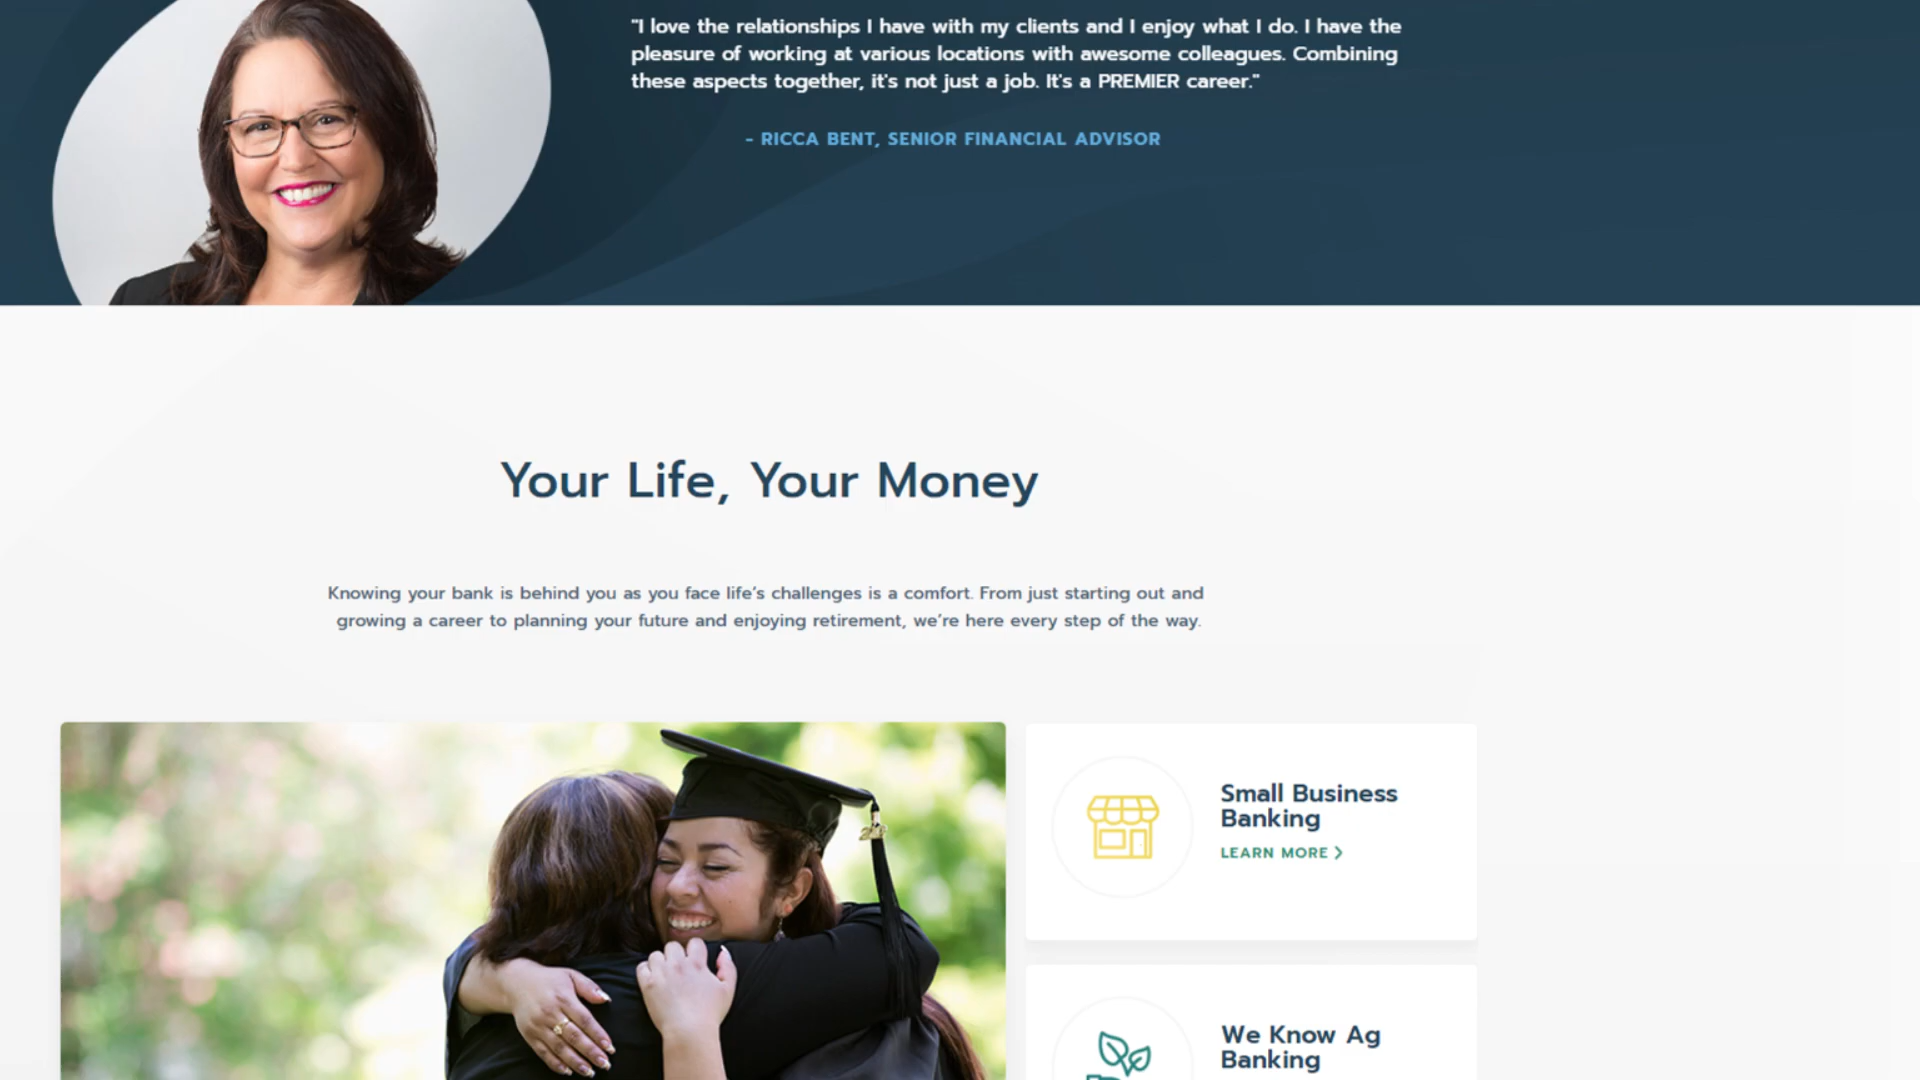 "I love the relationships I have with my clients and I enjoy what I do. I have the
pleasure of working at various locations with awesome colleagues. Combining
these aspects together, it's not just a job. It's a PREMIER career."
- RICCA BENT, SENIOR FINANCIAL ADVISOR
Your Life, Your Money
Knowing your bank is behind you as you face life’s challenges is a comfort. From just starting out and
growing a career to planning your future and enjoying retirement, we’re here every step of the way.
Small Business
Banking
LEARN MORE
We Know Ag
Banking